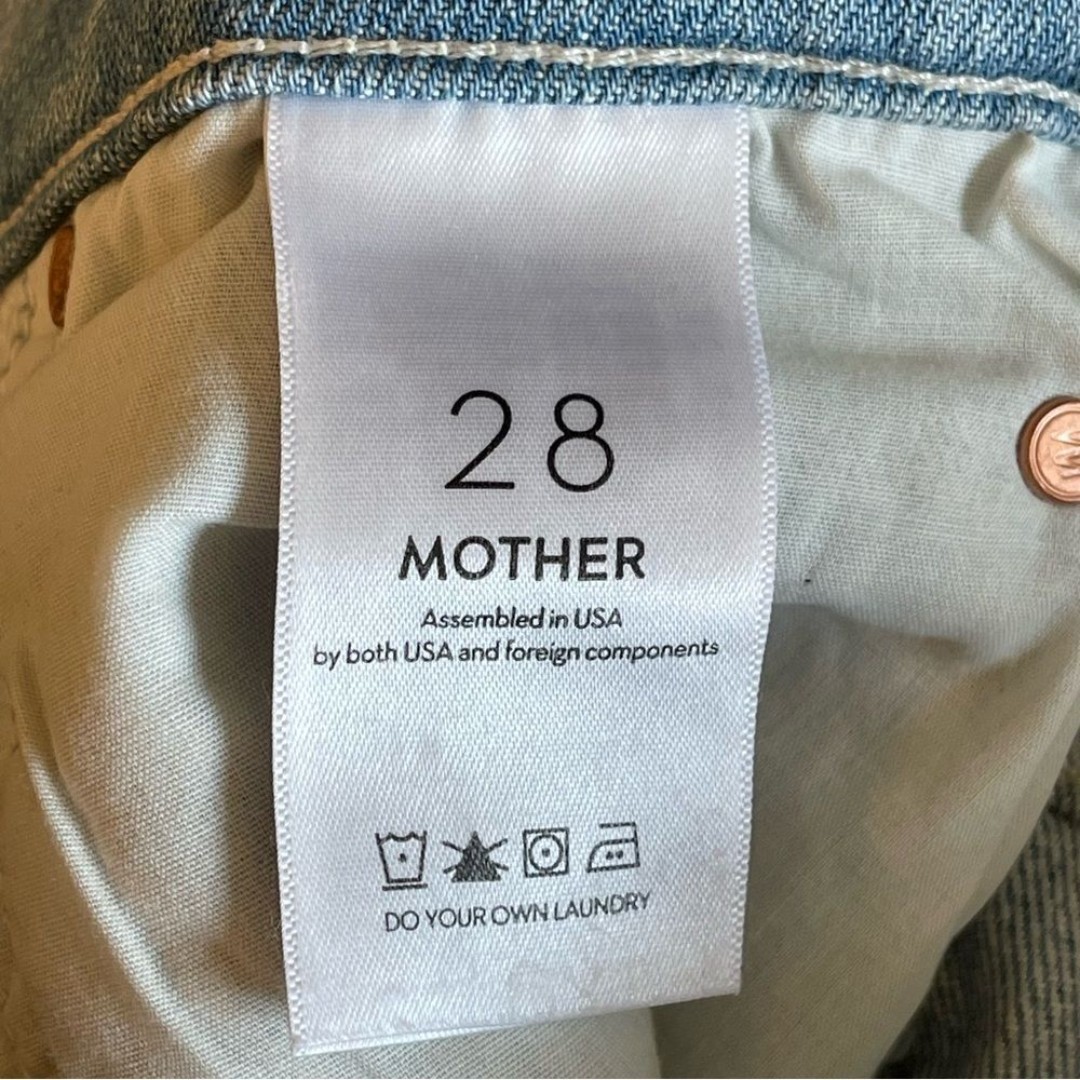 28
MOTHER
Assembled in USA
by both USA and foreign components
DO YOUR OWN LAUNDRY